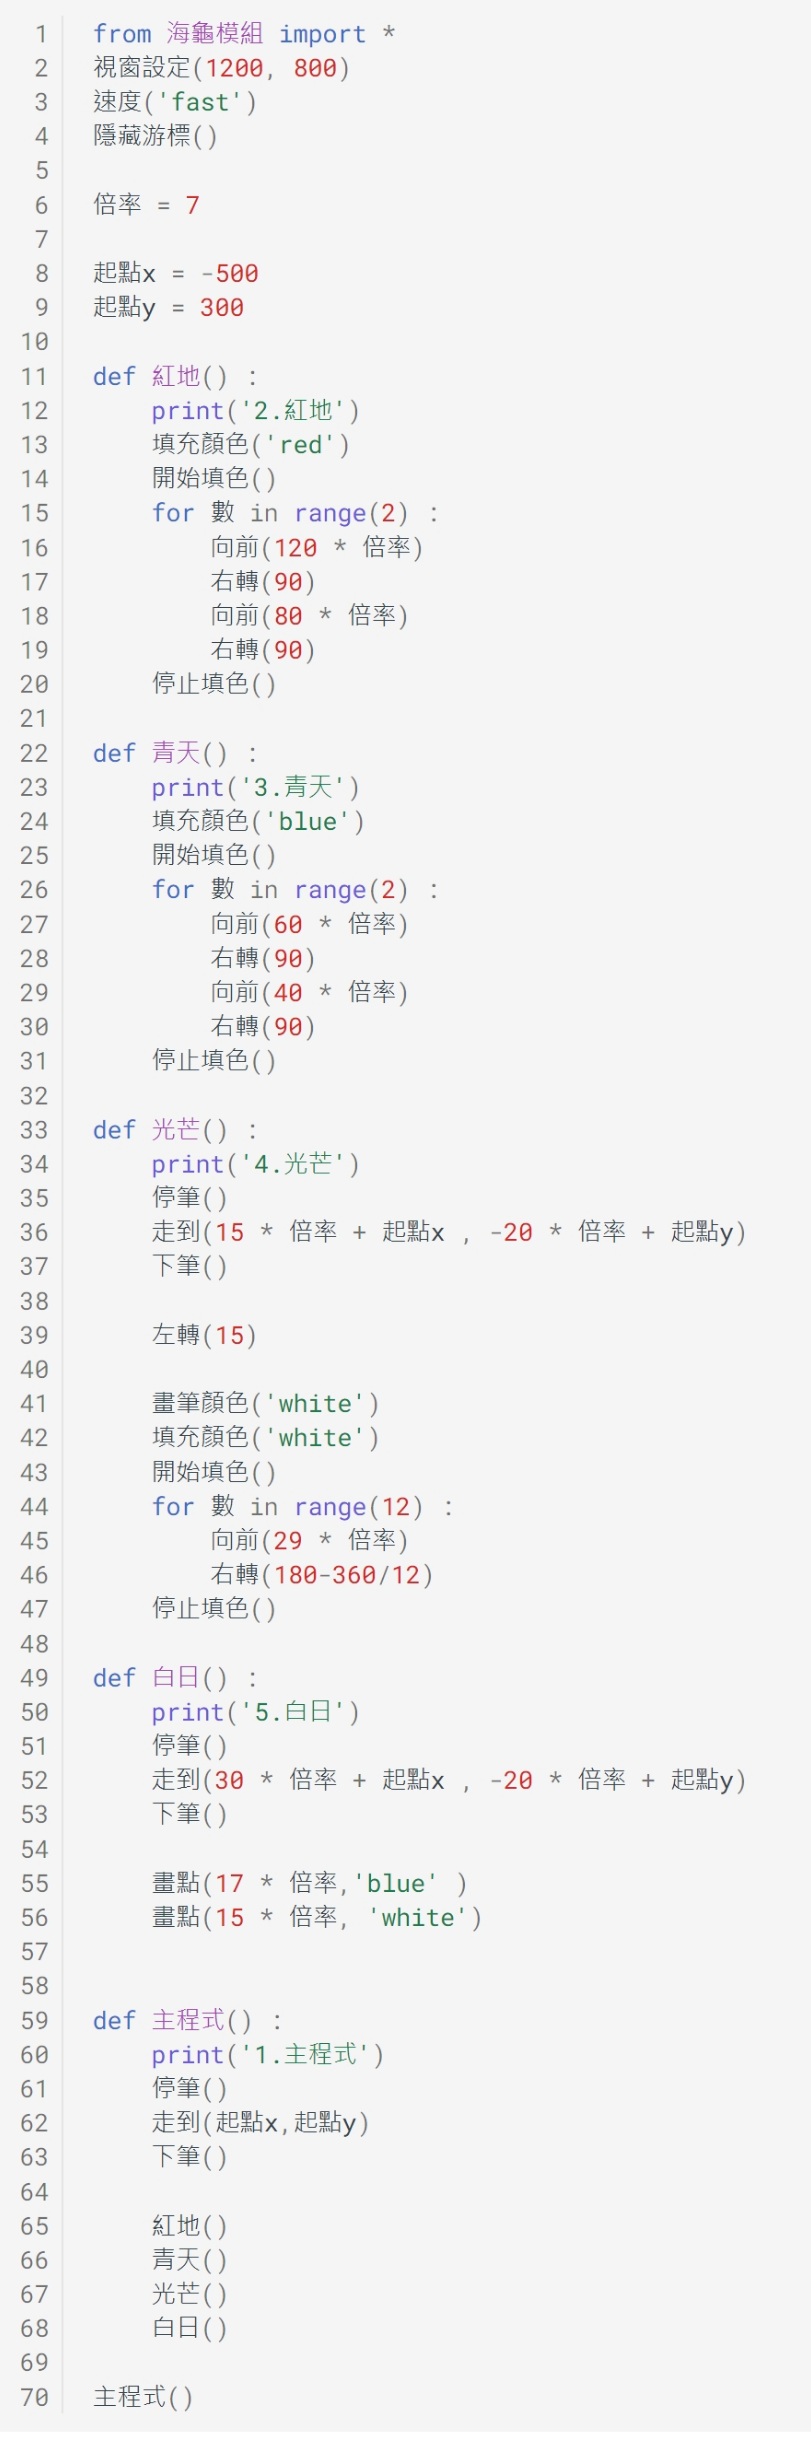 1 from 海龜模組 import *
2 視窗設定(1200, 800)
3 速度('fast')
4 隱藏游標()
5
6 倍率 = 7
7
8 起點x = -500
9 起點y = 300
10
11 def 紅地() :
12     print('2.紅地')
13     填充顏色('red')
14     開始填色()
15     for 數 in range(2) :
16         向前(120 * 倍率)
17         右轉(90)
18         向前(80 * 倍率)
19         右轉(90)
20     停止填色()
21
22 def 青天() :
23     print('3.青天')
24     填充顏色('blue')
25     開始填色()
26     for 數 in range(2) :
27         向前(60 * 倍率)
28         右轉(90)
29         向前(40 * 倍率)
30         右轉(90)
31     停止填色()
32
33 def 光芒() :
34     print('4.光芒')
35     停筆()
36     走到(15 * 倍率 + 起點x , -20 * 倍率 + 起點y)
37     下筆()
38
39     左轉(15)
40
41     畫筆顏色('white')
42     填充顏色('white')
43     開始填色()
44     for 數 in range(12) :
45         向前(29 * 倍率)
46         右轉(180-360/12)
47     停止填色()
48
49 def 白日() :
50     print('5.白日')
51     停筆()
52     走到(30 * 倍率 + 起點x , -20 * 倍率 + 起點y)
53     下筆()
54
55     畫點(17 * 倍率,'blue' )
56     畫點(15 * 倍率, 'white')
57
58
59 def 主程式() :
60     print('1.主程式')
61     停筆()
62     走到(起點x,起點y)
63     下筆()
64
65     紅地()
66     青天()
67     光芒()
68     白日()
69
70 主程式()